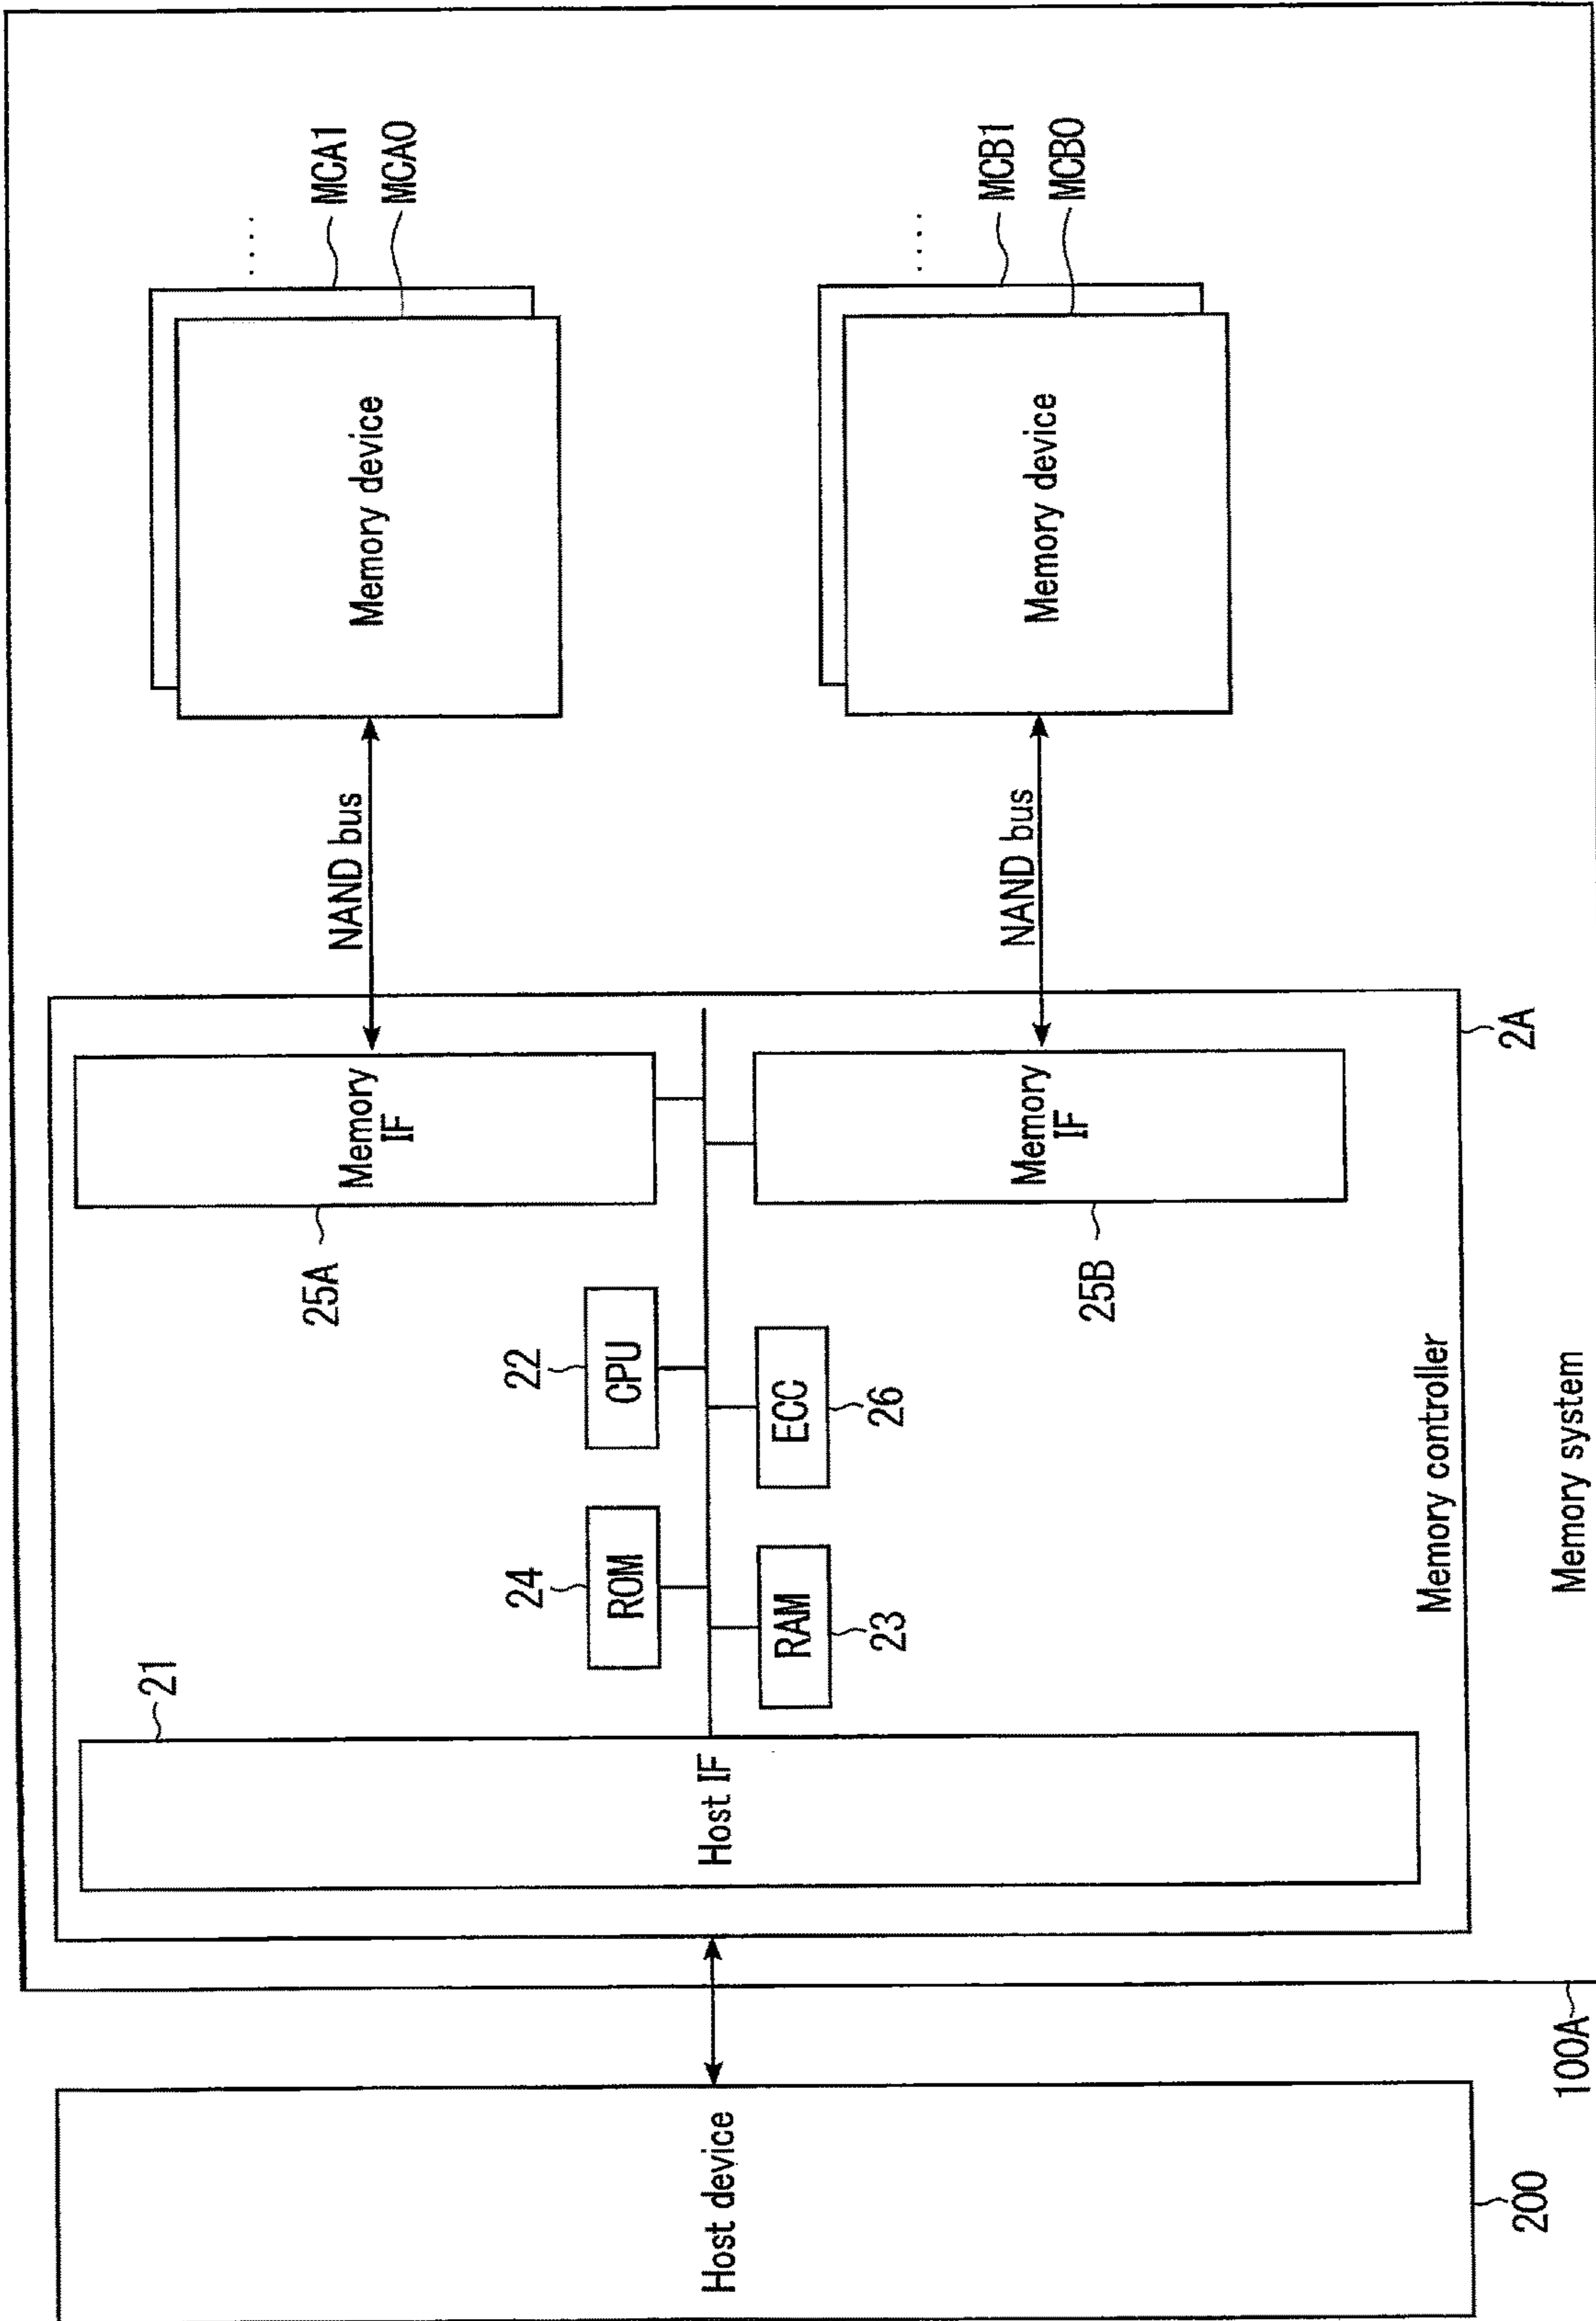 Host device
200
100A
Memory system
Memory controller
2A
Host IF
21
ROM
24
CPU
22
RAM
23
ECC
26
Memory
IF
25A
Memory
IF
25B
NAND bus
NAND bus
Memory device
MCA1
MCA0
....
Memory device
MCB1
MCB0
....